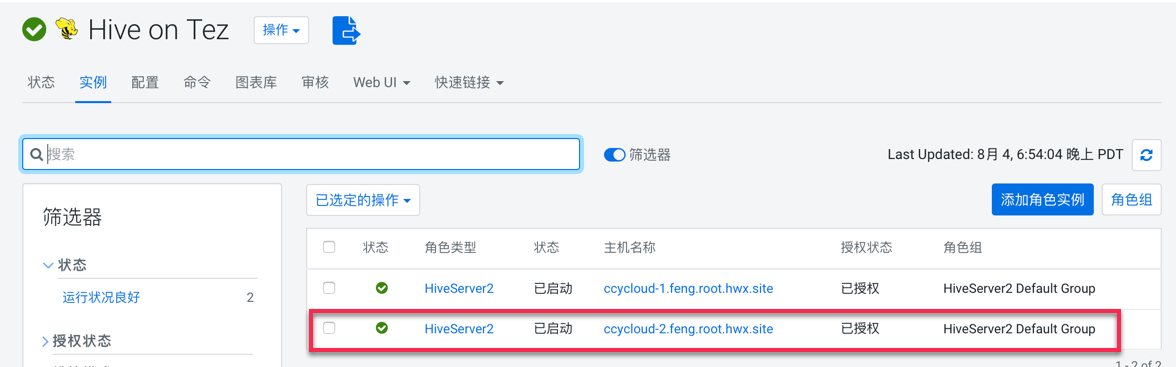 Hive on Tez 操作
状态 实例 配置 命令 图表库 审核 Web UI 快速链接
搜索 筛选器 Last Updated: 8月 4, 6:54:04 晚上 PDT
筛选器 已选定的操作 添加角色实例 角色组
状态 角色类型 状态 主机名称 授权状态 角色组
状态
运行状况良好 2
HiveServer2 已启动 ccycloud-1.feng.root.hwx.site 已授权 HiveServer2 Default Group
HiveServer2 已启动 ccycloud-2.feng.root.hwx.site 已授权 HiveServer2 Default Group
授权状态
1 - 2 of 2